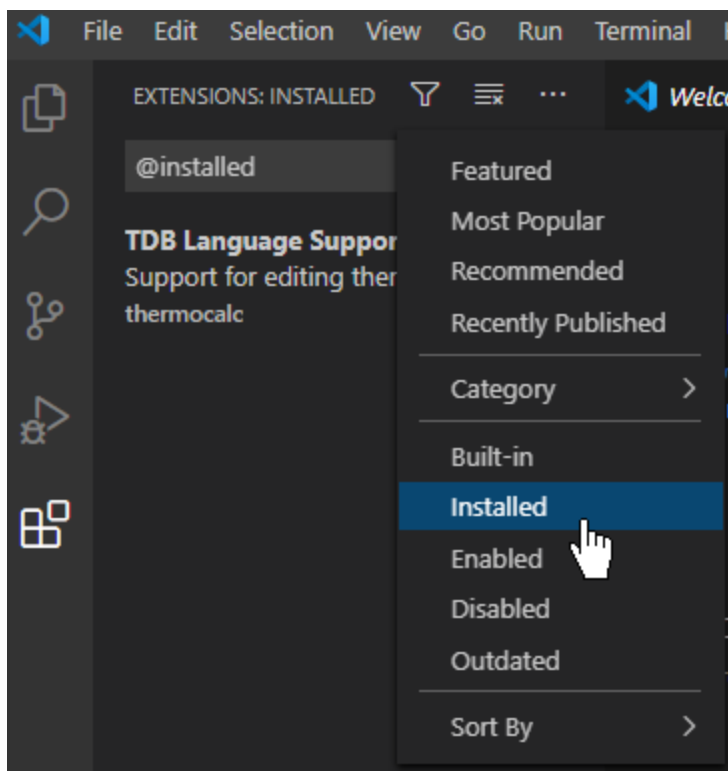 File Edit Selection View Go Run Terminal
EXTENSIONS: INSTALLED
@installed
TDB Language Suppor
Support for editing ther
thermocalc
Welc
Featured
Most Popular
Recommended
Recently Published
Category
Built-in
Installed
Enabled
Disabled
Outdated
Sort By